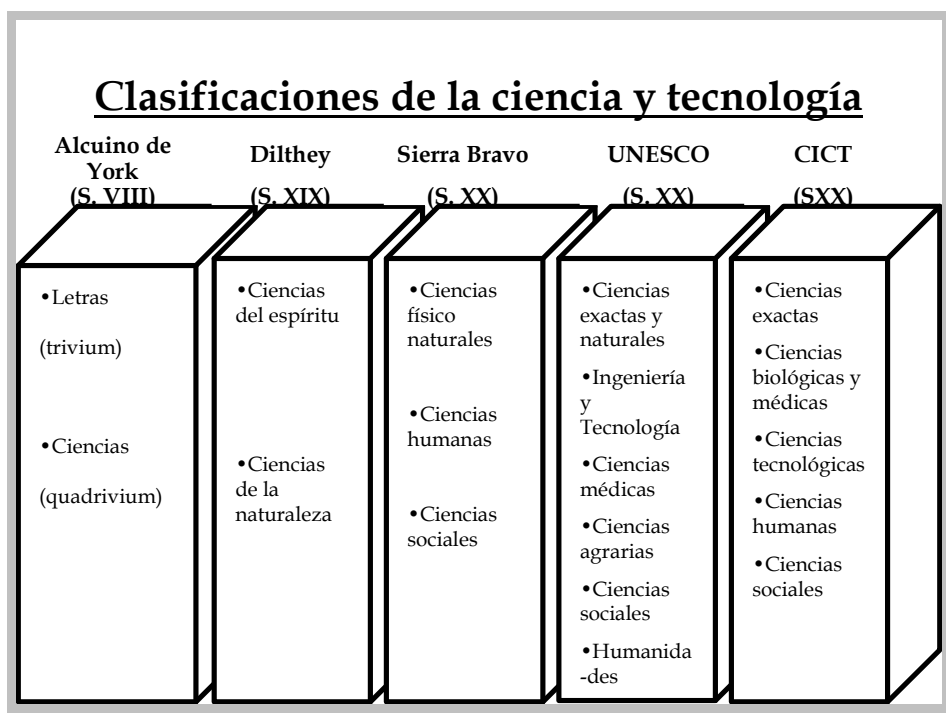 Clasificaciones de la ciencia y tecnología
Alcuino de
York
(S. VIII)
Dilthey
(S. XIX)
Sierra Bravo
(S. XX)
UNESCO
(S. XX)
CICT
(SXX)
•Letras
(trivium)
•Ciencias
(quadrivium)
•Ciencias
del espíritu
•Ciencias
de la
naturaleza
•Ciencias
físico
naturales
•Ciencias
humanas
•Ciencias
sociales
•Ciencias
exactas y
naturales
•Ingeniería
y
Tecnología
•Ciencias
médicas
•Ciencias
agrarias
•Ciencias
sociales
•Humanida
-des
•Ciencias
exactas
•Ciencias
biológicas y
médicas
•Ciencias
tecnológicas
•Ciencias
humanas
•Ciencias
sociales